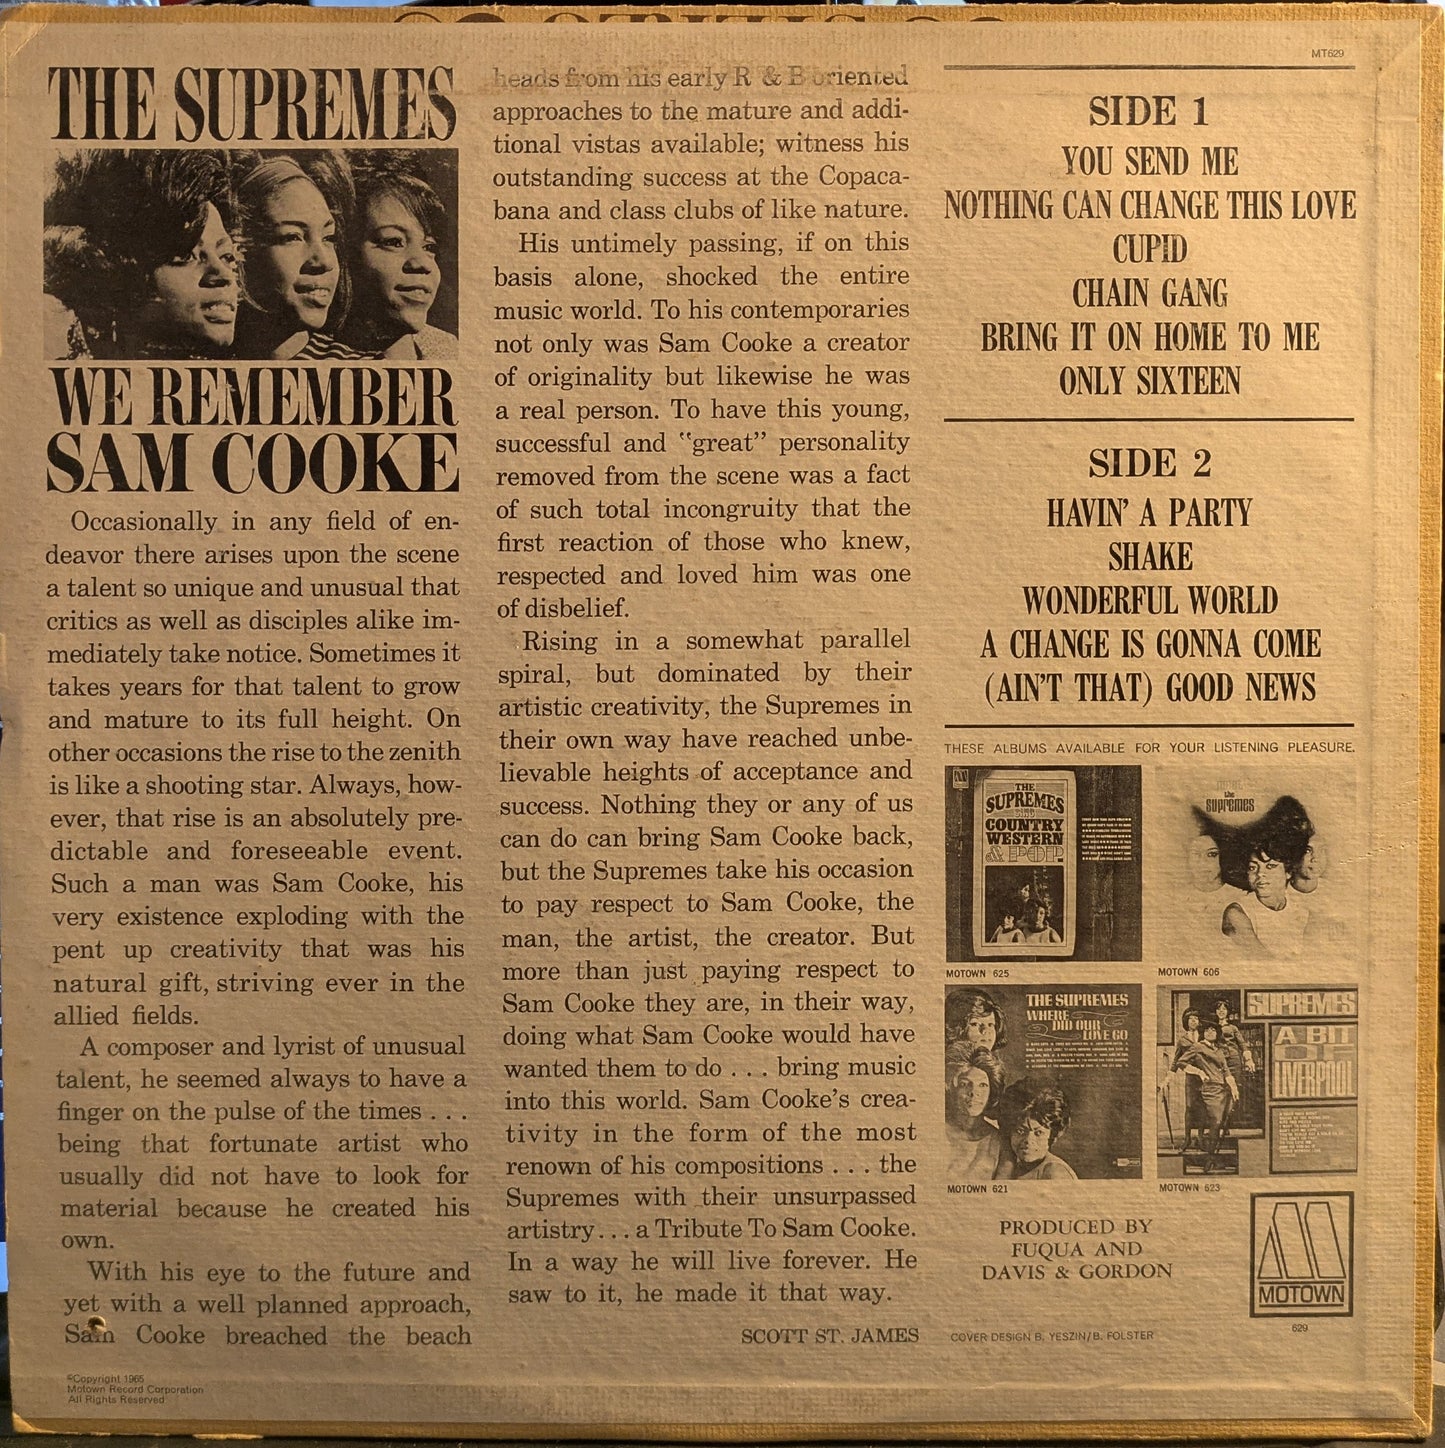 THE SUPREMES
WE REMEMBER
SAM COOKE
Occasionally in any field of en-
deavor there arises upon the scene
a talent so unique and unusual that
critics as well as disciples alike im-
mediately take notice. Sometimes it
takes years for that talent to grow
and mature to its full height. On
other occasions the rise to the zenith
is like a shooting star. Always, how-
ever, that rise is an absolutely pre-
dictable and foreseeable event.
Such a man was Sam Cooke, his
very existence exploding with the
pent up creativity that was his
natural gift, striving ever in the
allied fields.
A composer and lyrist of unusual
talent, he seemed always to have a
finger on the pulse of the times . . .
being that fortunate artist who
usually did not have to look for
material because he created his
own.
With his eye to the future and
yet with a well planned approach,
Sam Cooke breached the beach
©Copyright 1965
Motown Record Corporation
All Rights Reserved
heads from his early R & B oriented
approaches to the mature and addi-
tional vistas available; witness his
outstanding success at the Copaca-
bana and class clubs of like nature.
His untimely passing, if on this
basis alone, shocked the entire
music world. To his contemporaries
not only was Sam Cooke a creator
of originality but likewise he was
a real person. To have this young,
successful and “great” personality
removed from the scene was a fact
of such total incongruity that the
first reaction of those who knew,
respected and loved him was one
of disbelief.
Rising in a somewhat parallel
spiral, but dominated by their
artistic creativity, the Supremes in
their own way have reached unbe-
lievable heights of acceptance and
success. Nothing they or any of us
can do can bring Sam Cooke back,
but the Supremes take his occasion
to pay respect to Sam Cooke, the
man, the artist, the creator. But
more than just paying respect to
Sam Cooke they are, in their way,
doing what Sam Cooke would have
wanted them to do . . . bring music
into this world. Sam Cooke's crea-
tivity in the form of the most
renown of his compositions . . . the
Supremes with their unsurpassed
artistry . . . a Tribute To Sam Cooke.
In a way he will live forever. He
saw to it, he made it that way.
SCOTT ST. JAMES
MT629
SIDE 1
YOU SEND ME
NOTHING CAN CHANGE THIS LOVE
CUPID
CHAIN GANG
BRING IT ON HOME TO ME
ONLY SIXTEEN
SIDE 2
HAVIN' A PARTY
SHAKE
WONDERFUL WORLD
A CHANGE IS GONNA COME
(AIN'T THAT) GOOD NEWS
THESE ALBUMS AVAILABLE FOR YOUR LISTENING PLEASURE.
THE
SUPREMES
SING
COUNTRY
WESTERN
& POP
MOTOWN 625
the
supremes
MOTOWN 606
THE SUPREMES
WHERE
DID OUR
LOVE GO
MOTOWN 621
SUPREMES
A BIT
OF
LIVERPOOL
MOTOWN 623
PRODUCED BY
FUQUA AND
DAVIS & GORDON
MOTOWN
629
COVER DESIGN B. YESZIN/B. FOLSTER